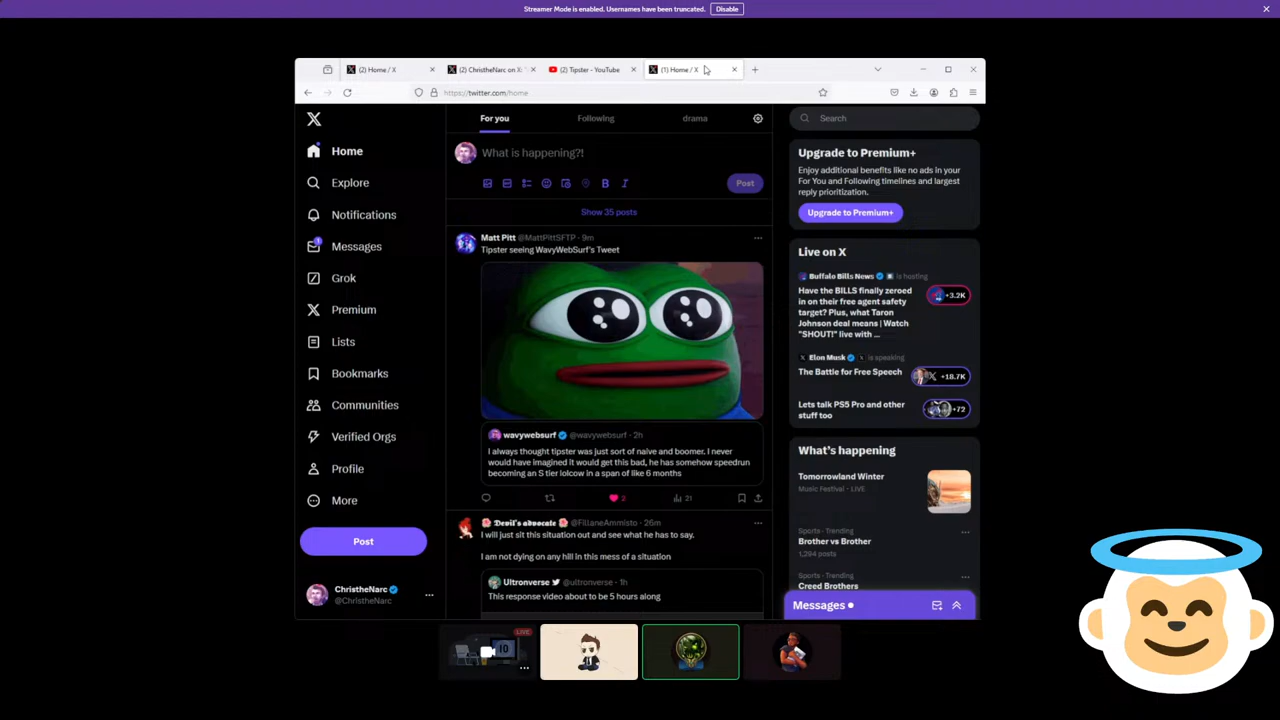 Streamer Mode is enabled. Usernames have been truncated. Disable
(2) Home / X
(2) ChristheNarc on X: "
(2) Tipster - YouTube
(1) Home / X
https://twitter.com/home
Home
Explore
Notifications
Messages
Grok
Premium
Lists
Bookmarks
Communities
Verified Orgs
Profile
More
Post
ChristheNarc
@ChristheNarc
For you
Following
drama
What is happening?!
Post
Show 35 posts
Matt Pitt @MattPittSFTP · 9m
Tipster seeing WavyWebSurf's Tweet
wavywebsurf @wavywebsurf · 2h
I always thought tipster was just sort of naive and boomer. I never
would have imagined it would get this bad, he has somehow speedrun
becoming an S tier lolcow in a span of like 6 months
2
21
Devil's advocate @FillaneAmmisto · 26m
I will just sit this situation out and see what he has to say.
I am not dying on any hill in this mess of a situation
Ultronverse @ultronverse · 1h
This response video about to be 5 hours along
Search
Upgrade to Premium+
Enjoy additional benefits like no ads in your
For You and Following timelines and largest
reply prioritization.
Upgrade to Premium+
Live on X
Buffalo Bills News is hosting
Have the BILLS finally zeroed
in on their free agent safety
target? Plus, what Taron
Johnson deal means | Watch
"SHOUT!" live with ...
+3.2K
Elon Musk is speaking
The Battle for Free Speech
+18.7K
Lets talk PS5 Pro and other
stuff too
+72
What's happening
Tomorrowland Winter
Music Festival · LIVE
Sports · Trending
Brother vs Brother
1,294 posts
Sports · Trending
Creed Brothers
Messages
LIVE